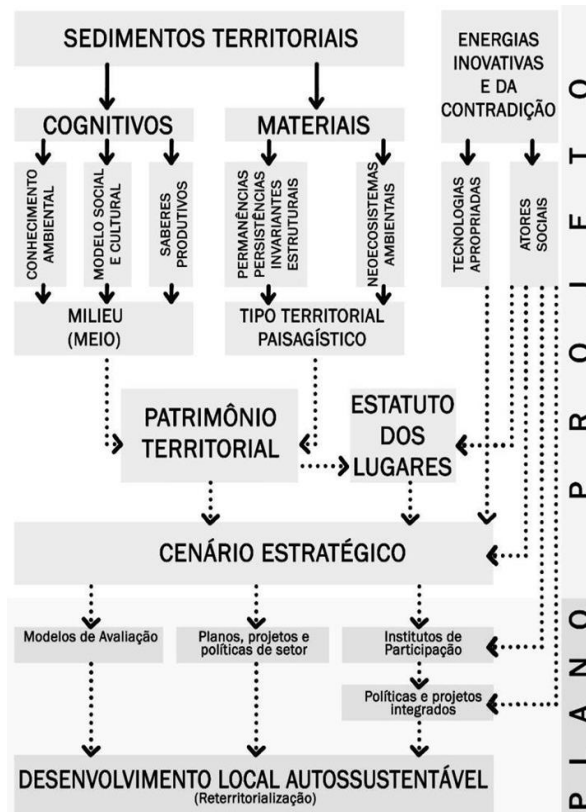 SEDIMENTOS TERRITORIAIS
ENERGIAS
INOVATIVAS
E DA
CONTRADIÇÃO
COGNITIVOS
MATERIAIS
CONHECIMENTO
AMBIENTAL
MODELO SOCIAL
E CULTURAL
SABERES
PRODUTIVOS
PERMANÊNCIAS
PERSISTÊNCIAS
INVARIANTES
ESTRUTURAIS
NEOECOSISTEMAS
AMBIENTAIS
TECNOLOGIAS
APROPRIADAS
ATORES
SOCIAIS
MILIEU
(MEIO)
TIPO TERRITORIAL
PAISAGÍSTICO
PATRIMÔNIO
TERRITORIAL
ESTATUTO
DOS
LUGARES
CENÁRIO ESTRATÉGICO
PROJETO
Modelos de Avaliação
Planos, projetos e
políticas de setor
Institutos de
Participação
Políticas e projetos
integrados
DESENVOLVIMENTO LOCAL AUTOSSUSTENTÁVEL
(Reterritorialização)
PLANO